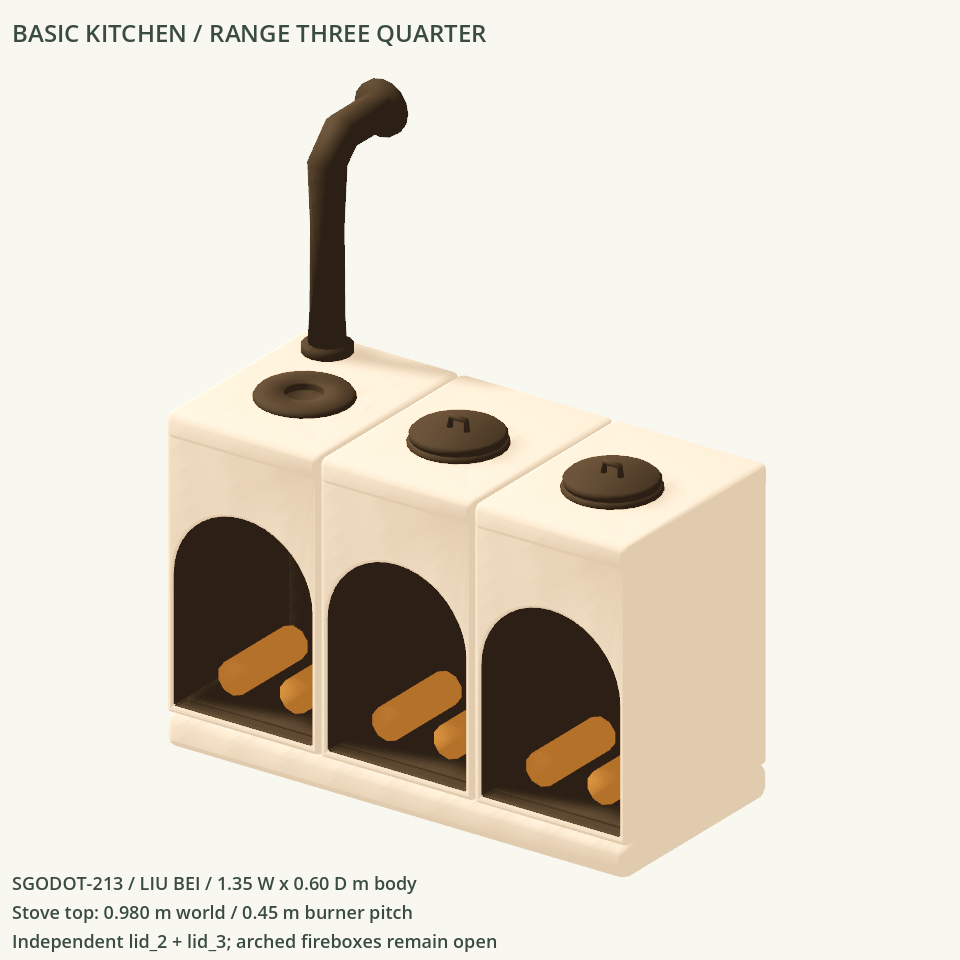 BASIC KITCHEN / RANGE THREE QUARTER
SGODOT-213 / LIU BEI / 1.35 W x 0.60 D m body
Stove top: 0.980 m world / 0.45 m burner pitch
Independent lid_2 + lid_3; arched fireboxes remain open